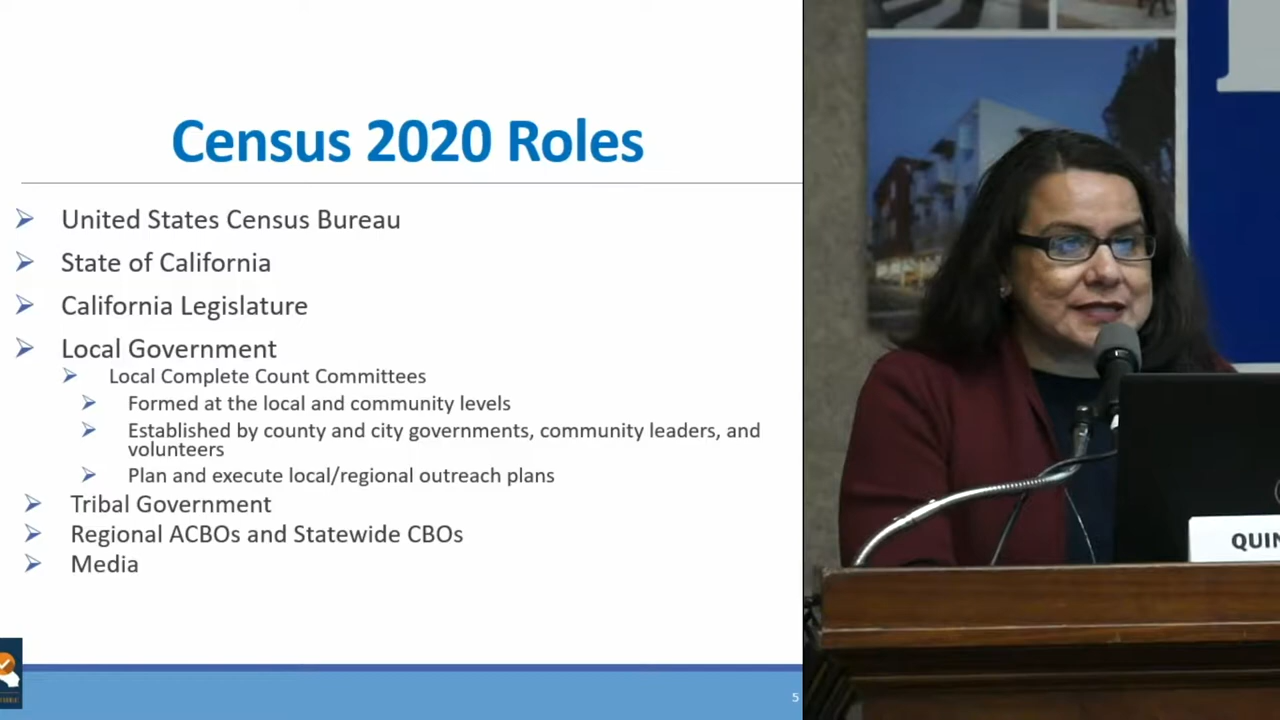 Census 2020 Roles
United States Census Bureau
State of California
California Legislature
Local Government
Local Complete Count Committees
Formed at the local and community levels
Established by county and city governments, community leaders, and
volunteers
Plan and execute local/regional outreach plans
Tribal Government
Regional ACBOs and Statewide CBOs
Media
5
QUIN